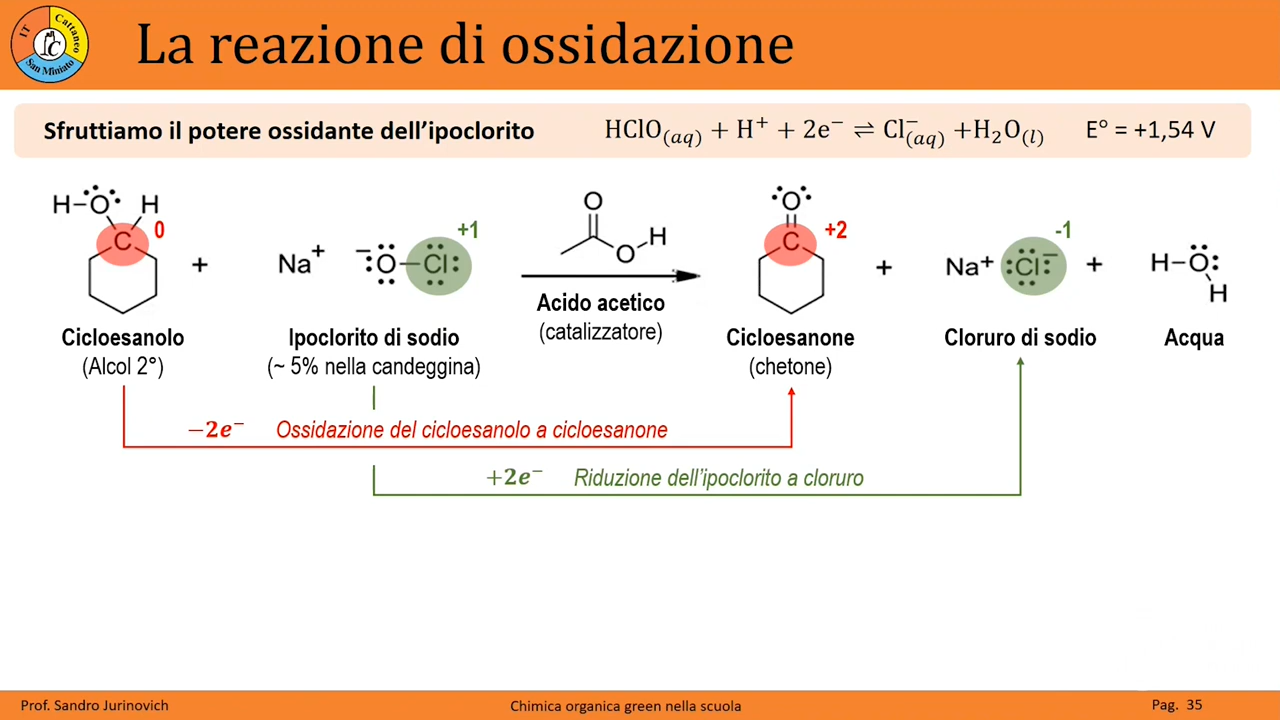 IT Cattaneo San Miniato
La reazione di ossidazione
Sfruttiamo il potere ossidante dell’ipoclorito
HClO(aq) + H⁺ + 2e⁻ ⇌ Cl⁻(aq) +H₂O(l) E° = +1,54 V
H–O H C 0
+
Na⁺ ⁻:O–Cl: +1
O O H
O C +2
+
Na⁺ :Cl:⁻ -1
+
H–O: H
Cicloesanolo
(Alcol 2°)
Ipoclorito di sodio
(~ 5% nella candeggina)
Acido acetico
(catalizzatore)
Cicloesanone
(chetone)
Cloruro di sodio
Acqua
−2e⁻ Ossidazione del cicloesanolo a cicloesanone
+2e⁻ Riduzione dell’ipoclorito a cloruro
Prof. Sandro Jurinovich
Chimica organica green nella scuola
Pag. 35